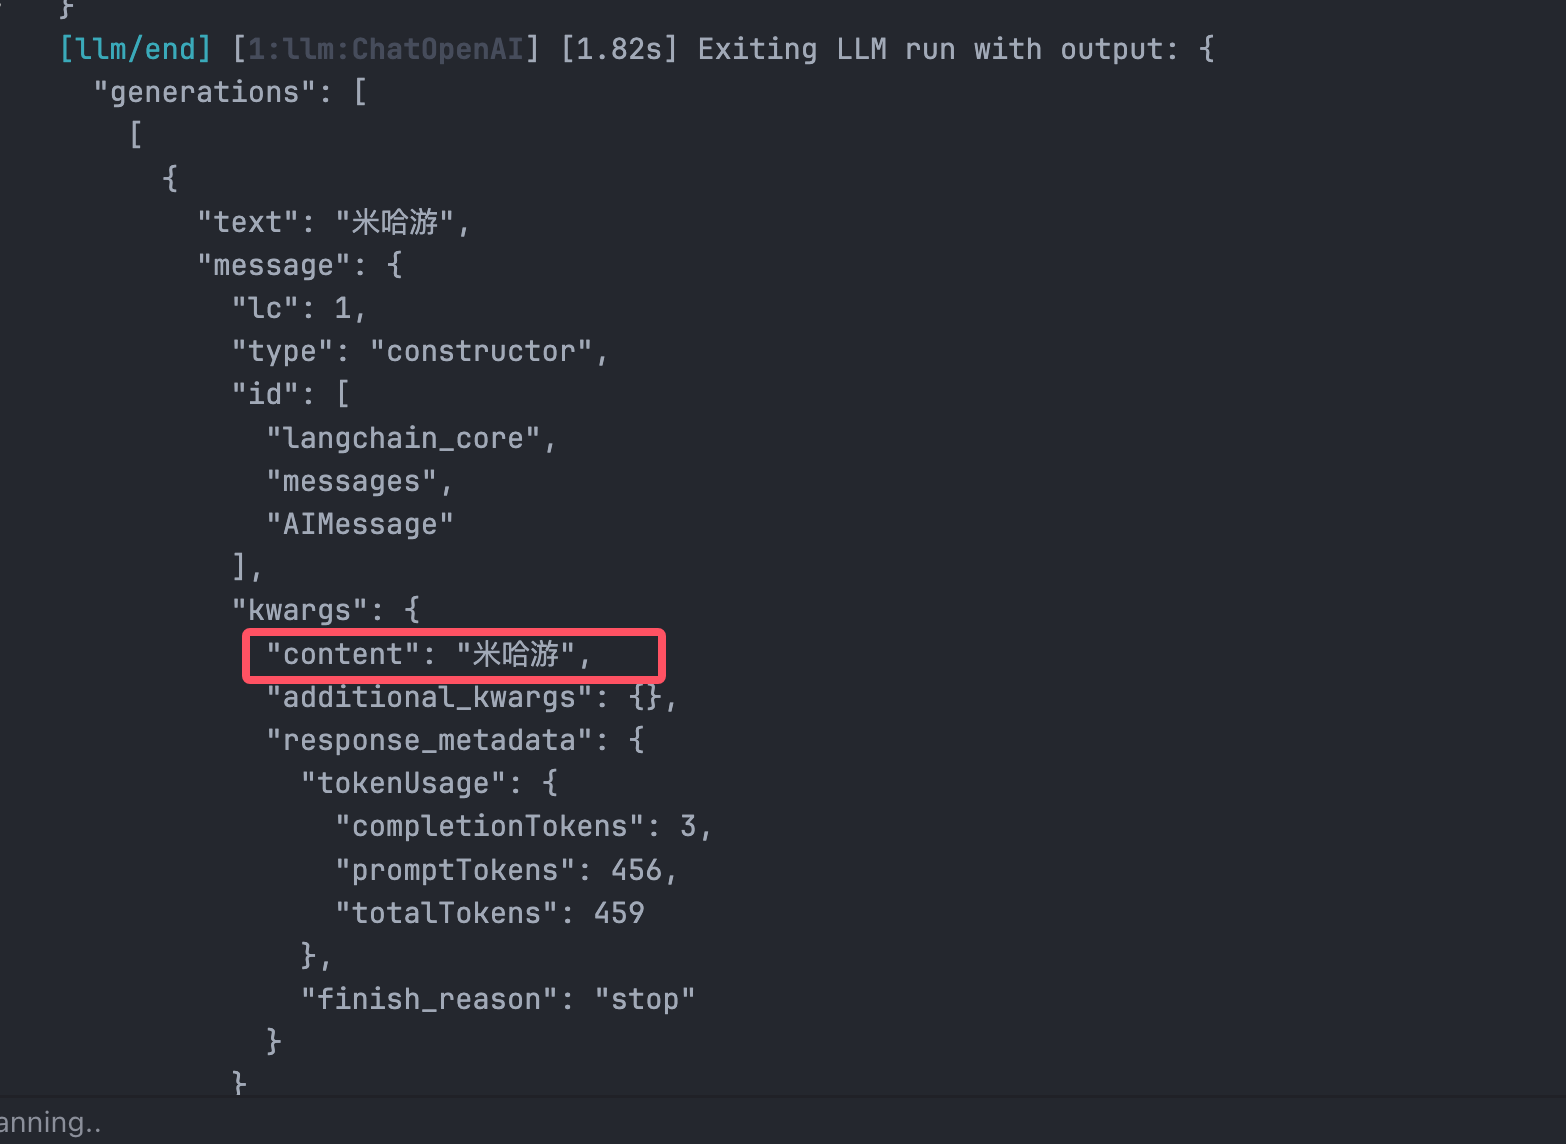 }
[llm/end] [1:llm:ChatOpenAI] [1.82s] Exiting LLM run with output: {
"generations": [
[
{
"text": "米哈游",
"message": {
"lc": 1,
"type": "constructor",
"id": [
"langchain_core",
"messages",
"AIMessage"
],
"kwargs": {
"content": "米哈游",
"additional_kwargs": {},
"response_metadata": {
"tokenUsage": {
"completionTokens": 3,
"promptTokens": 456,
"totalTokens": 459
},
"finish_reason": "stop"
}
}
anning..